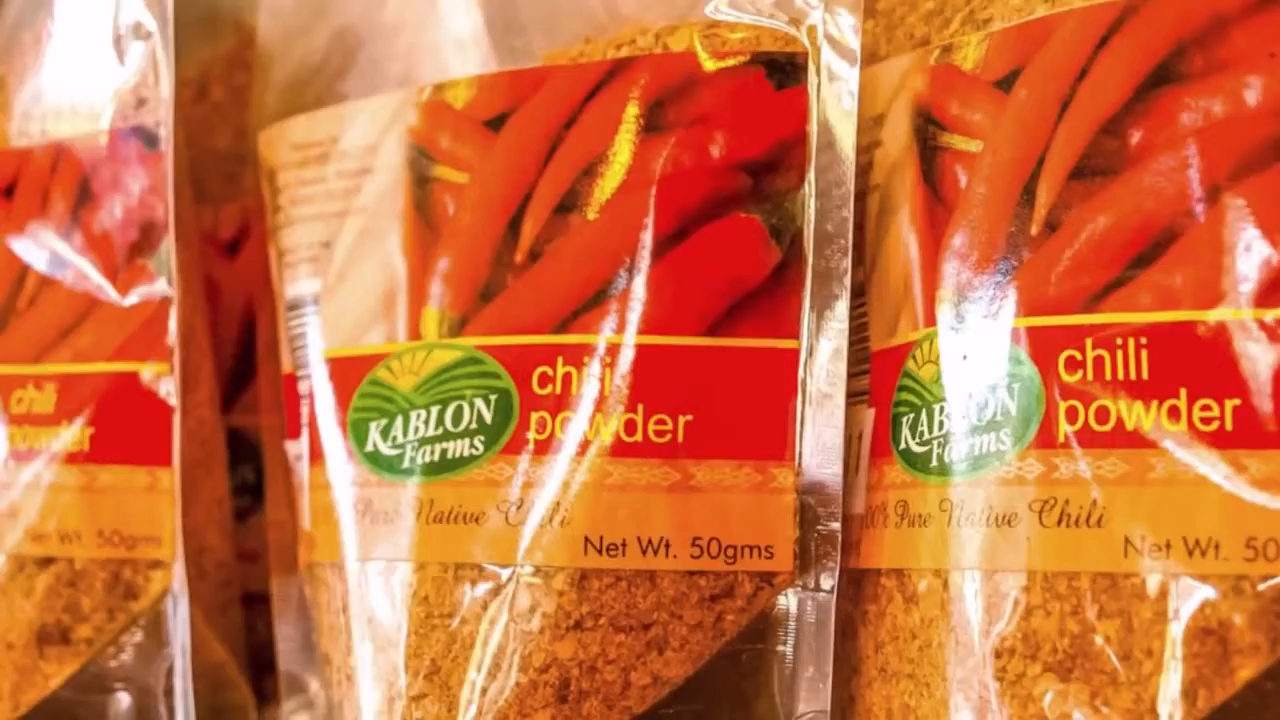 chili
powder
Net Wt. 50gms
KABLON
Farms
chili
powder
Pure Native Chili
Net Wt. 50gms
KABLON
Farms
chili
powder
100% Pure Native Chili
Net Wt. 50